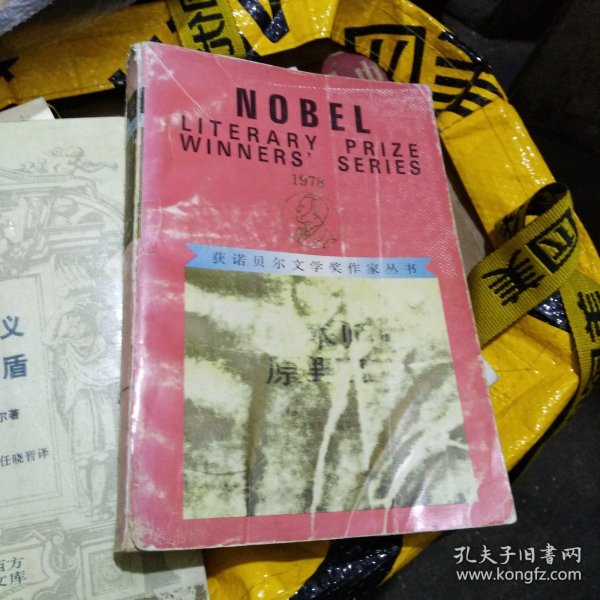 NOBEL
LITERARY PRIZE
WINNERS' SERIES
1978
获诺贝尔文学奖作家丛书
义
盾
尔著
任晓晋译
西方
文库
美
孔夫子旧书网
www.kongfz.com